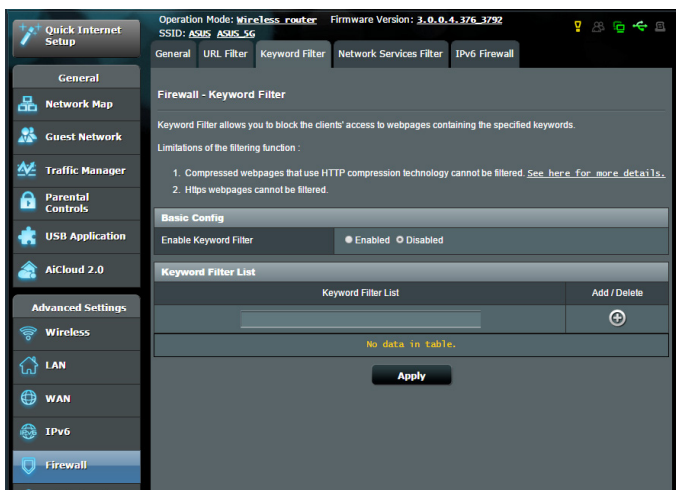 Quick Internet
Setup
Operation Mode: Wireless router Firmware Version: 3.0.0.4.376_3792
SSID: ASUS ASUS_5G
General URL Filter Keyword Filter Network Services Filter IPv6 Firewall
General
Network Map
Guest Network
Traffic Manager
Parental
Controls
USB Application
AiCloud 2.0
Advanced Settings
Wireless
LAN
WAN
IPv6
Firewall
Firewall - Keyword Filter
Keyword Filter allows you to block the clients' access to webpages containing the specified keywords.
Limitations of the filtering function :
1. Compressed webpages that use HTTP compression technology cannot be filtered. See here for more details.
2. Https webpages cannot be filtered.
Basic Config
Enable Keyword Filter Enabled Disabled
Keyword Filter List
Keyword Filter List Add / Delete
No data in table.
Apply